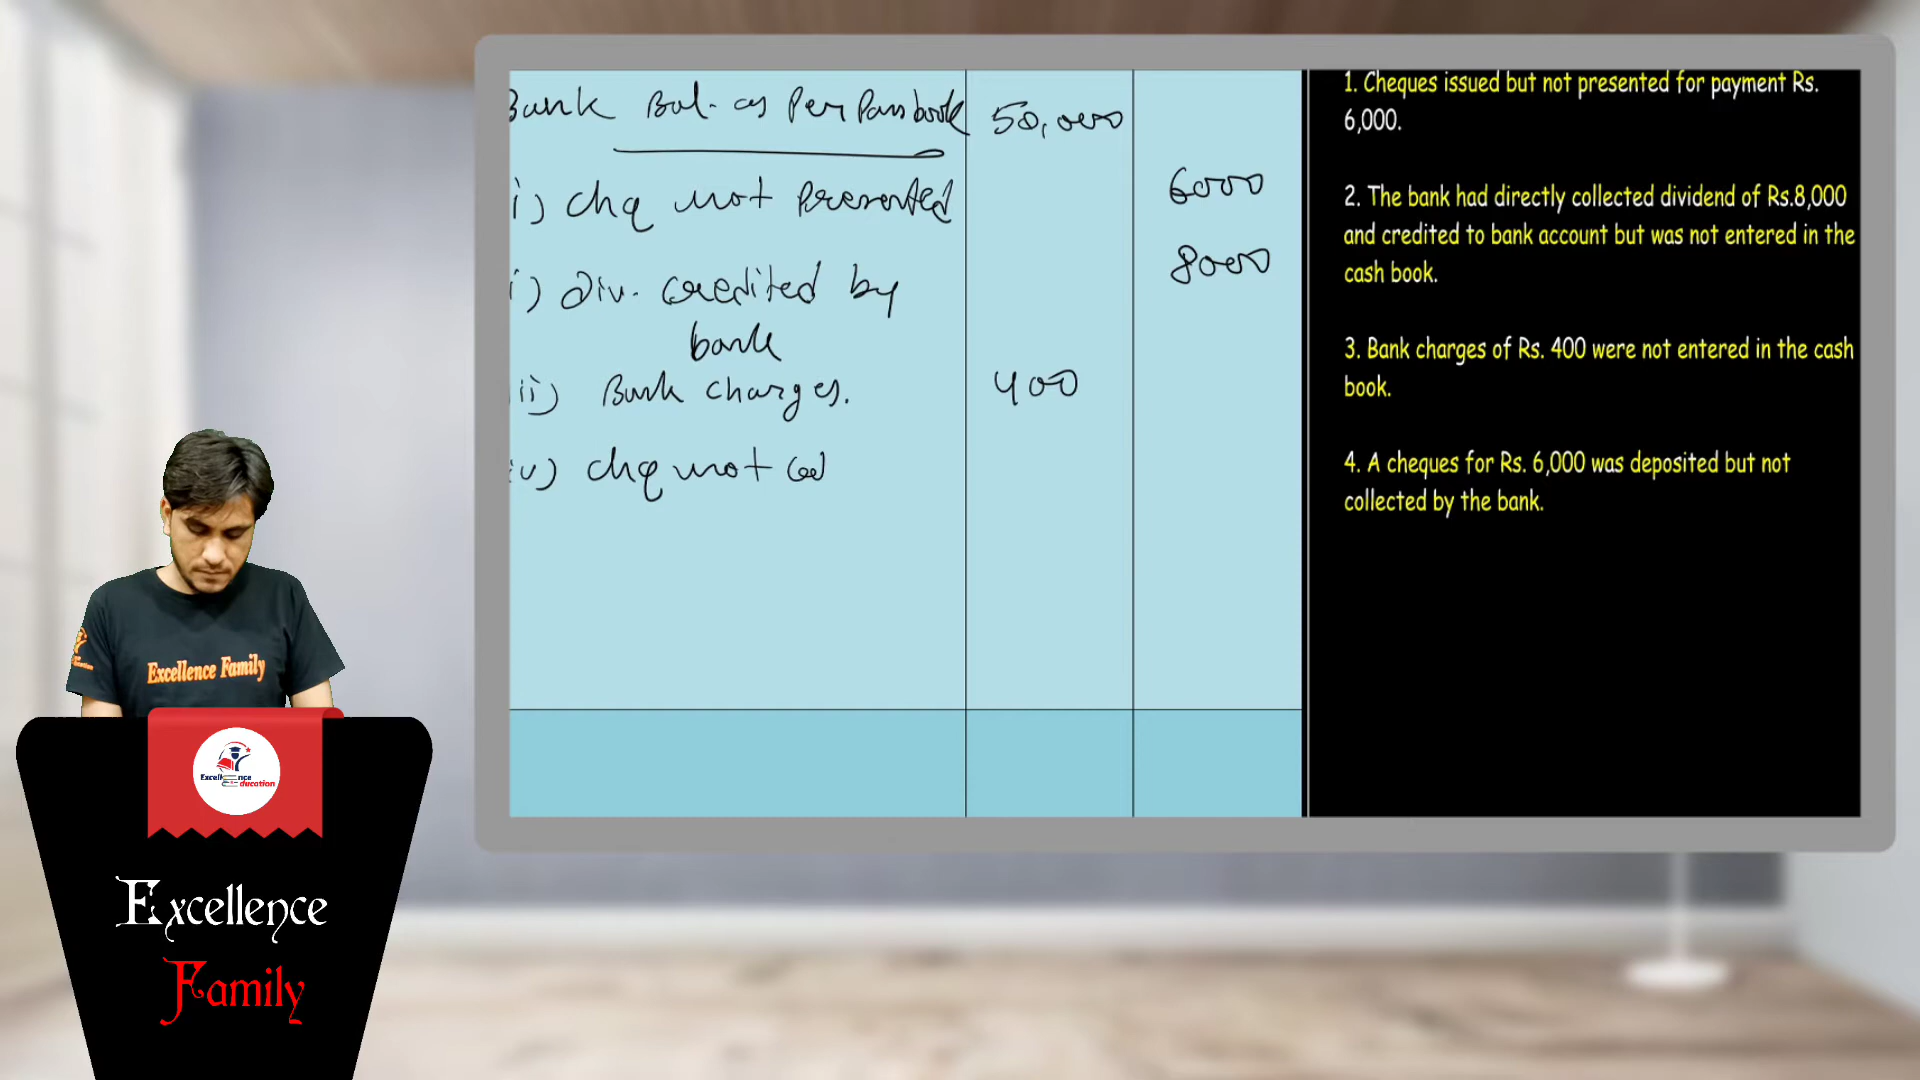 Bank Bal. as Per Passbook 50,000
i) chq not Presented 6000
i) div. credited by bank 8000
ii) Bank charges. 400
iv) chq not
1. Cheques issued but not presented for payment Rs.
6,000.
2. The bank had directly collected dividend of Rs.8,000
and credited to bank account but was not entered in the
cash book.
3. Bank charges of Rs. 400 were not entered in the cash
book.
4. A cheques for Rs. 6,000 was deposited but not
collected by the bank.
Excellence Family
Excellence
Education
Excellence
Family